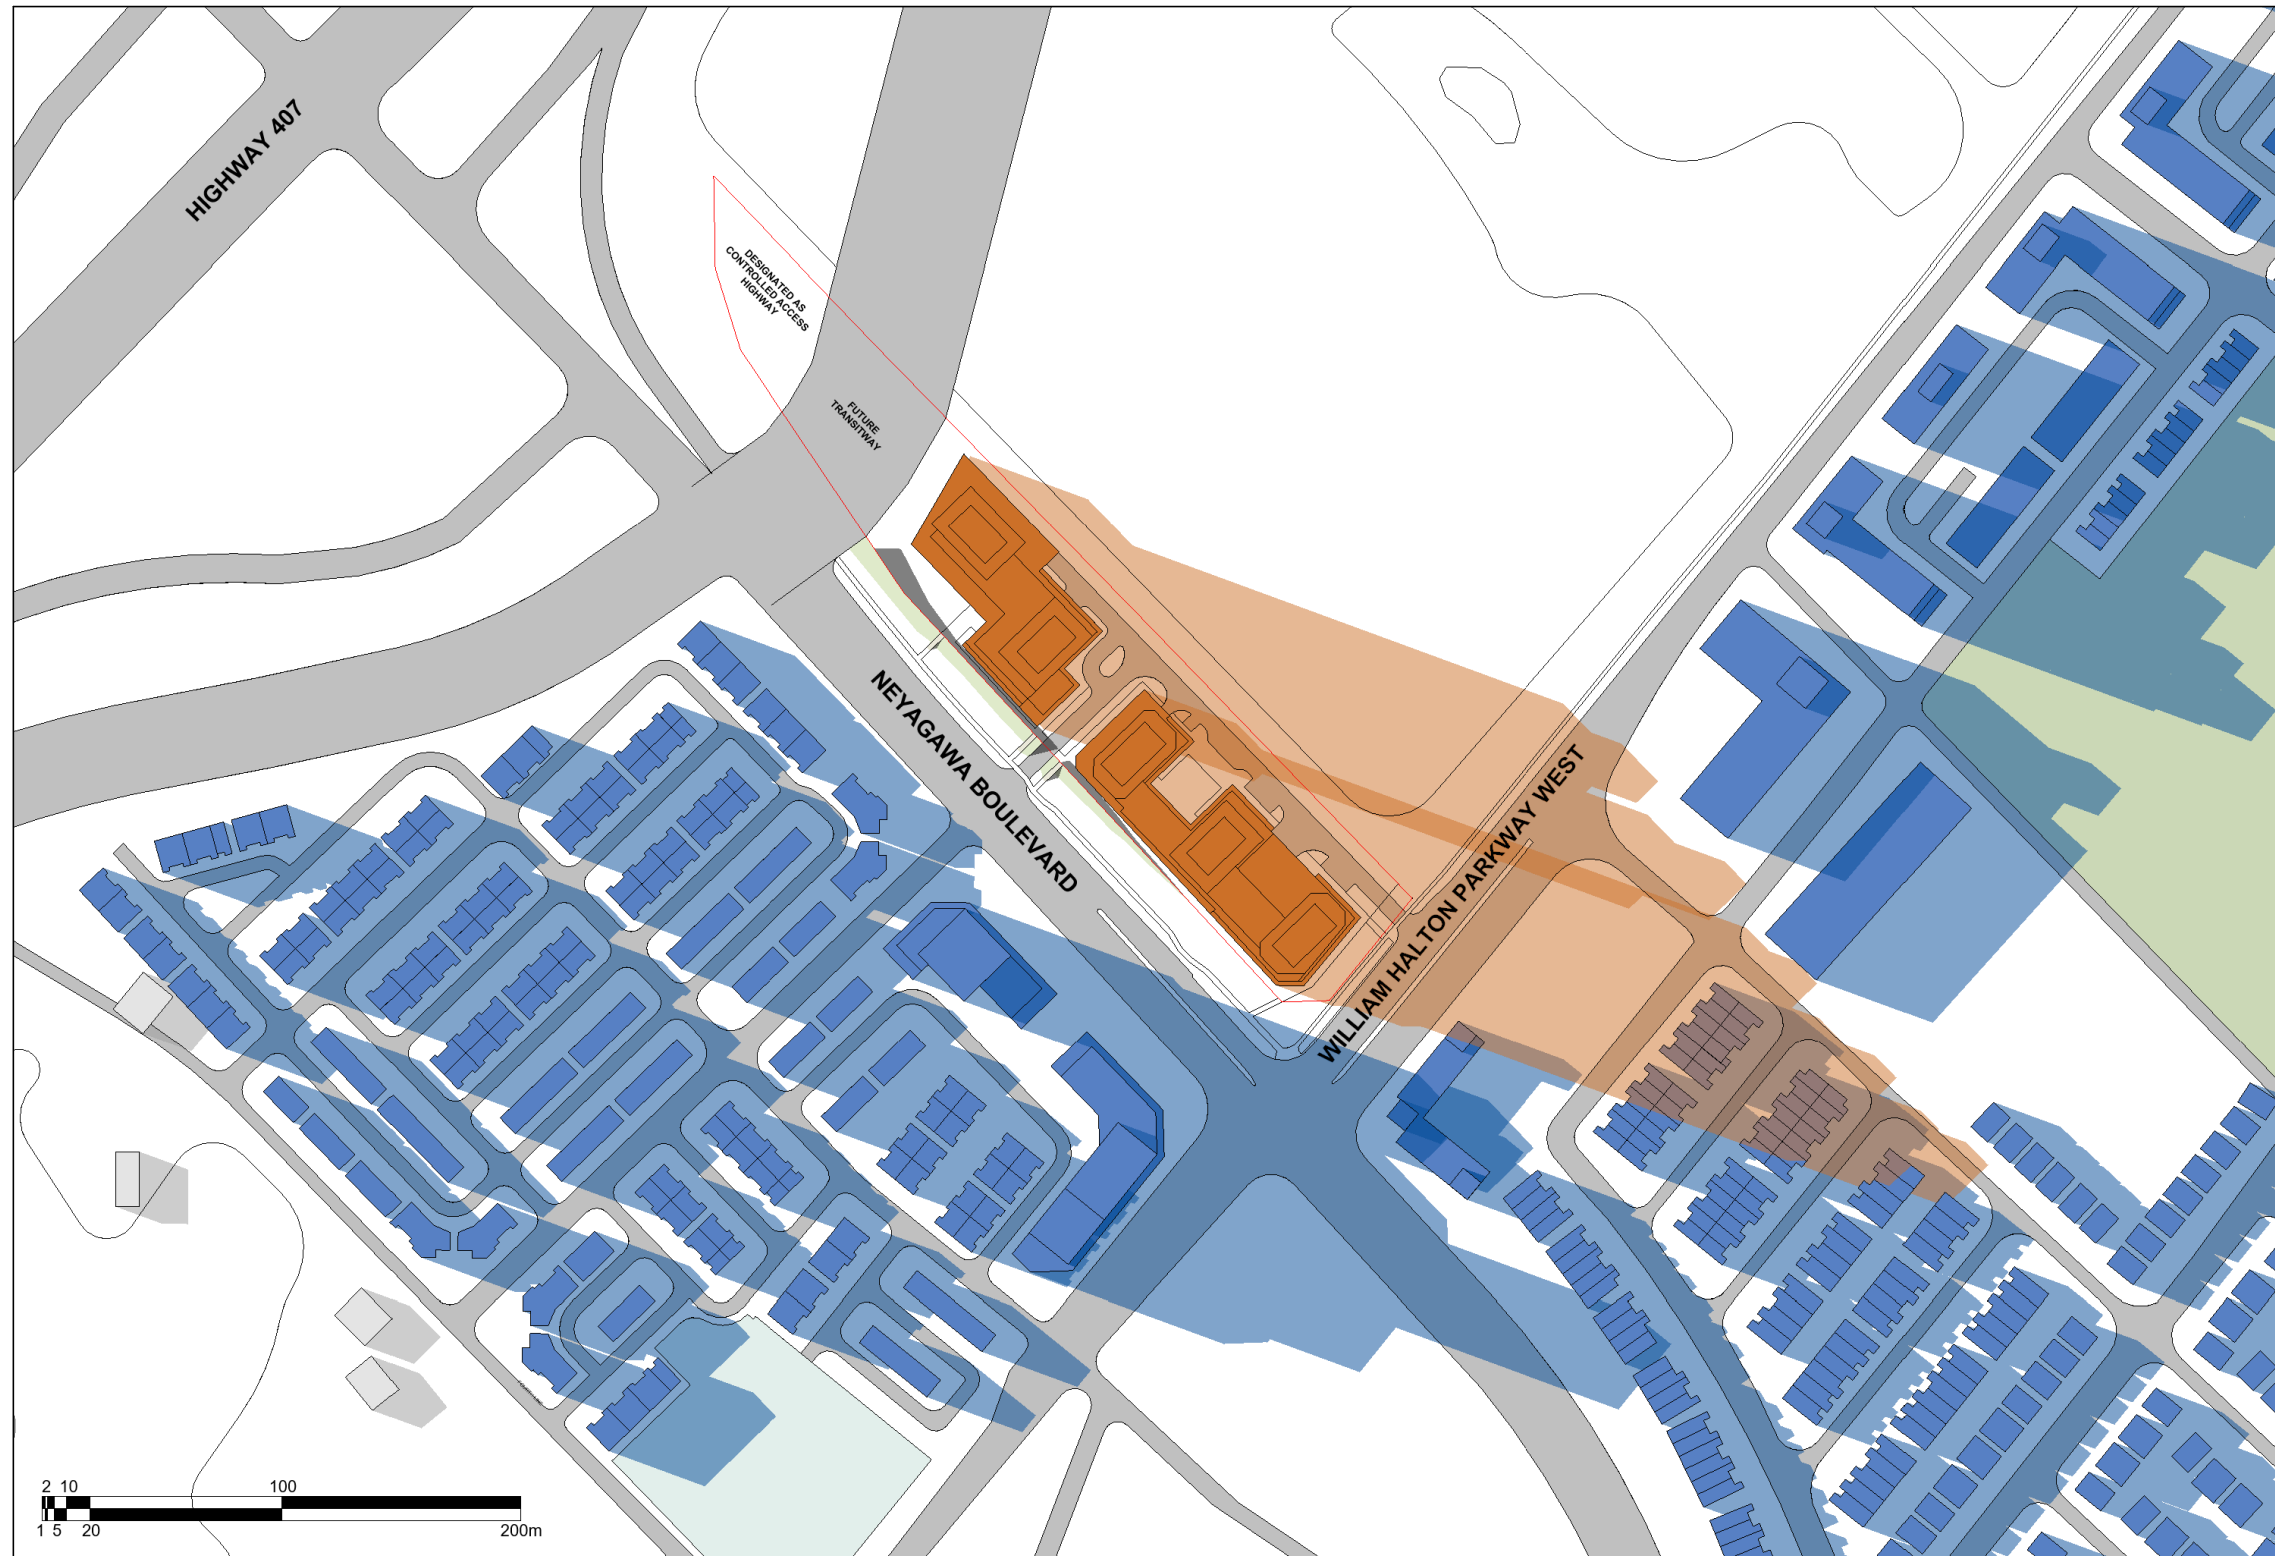 HIGHWAY 407
DESIGNATED AS
CONTROLLED ACCESS
HIGHWAY
FUTURE
TRANSITWAY
NEYAGAWA BOULEVARD
WILLIAM HALTON PARKWAY WEST
2 10 100
1 5 20 200m